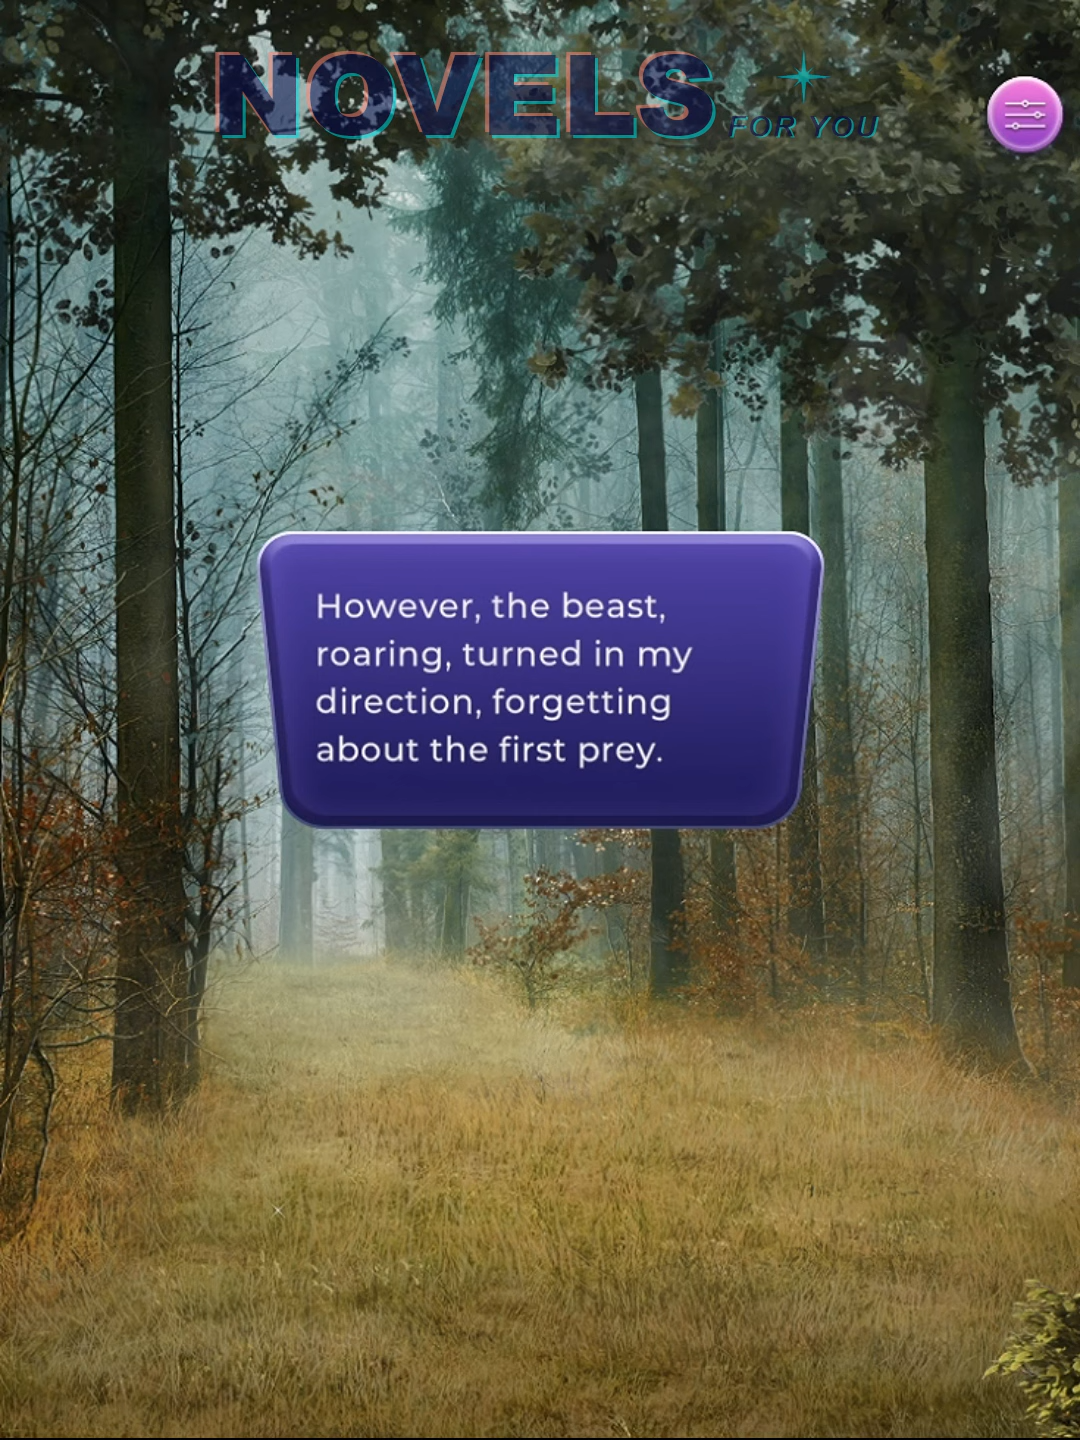 NOVELS
FOR YOU
However, the beast,
roaring, turned in my
direction, forgetting
about the first prey.